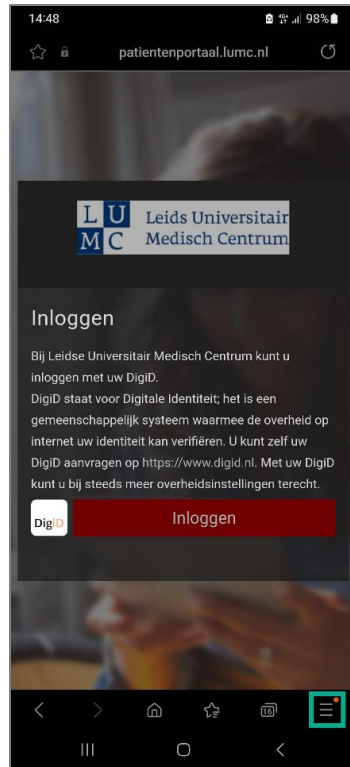 14:48
4G+
98%
patientenportaal.lumc.nl
L U
M C
Leids Universitair
Medisch Centrum
Inloggen
Bij Leidse Universitair Medisch Centrum kunt u
inloggen met uw DigiD.
DigiD staat voor Digitale Identiteit; het is een
gemeenschappelijk systeem waarmee de overheid op
internet uw identiteit kan verifiëren. U kunt zelf uw
DigiD aanvragen op https://www.digid.nl. Met uw DigiD
kunt u bij steeds meer overheidsinstellingen terecht.
DigiD
Inloggen
16